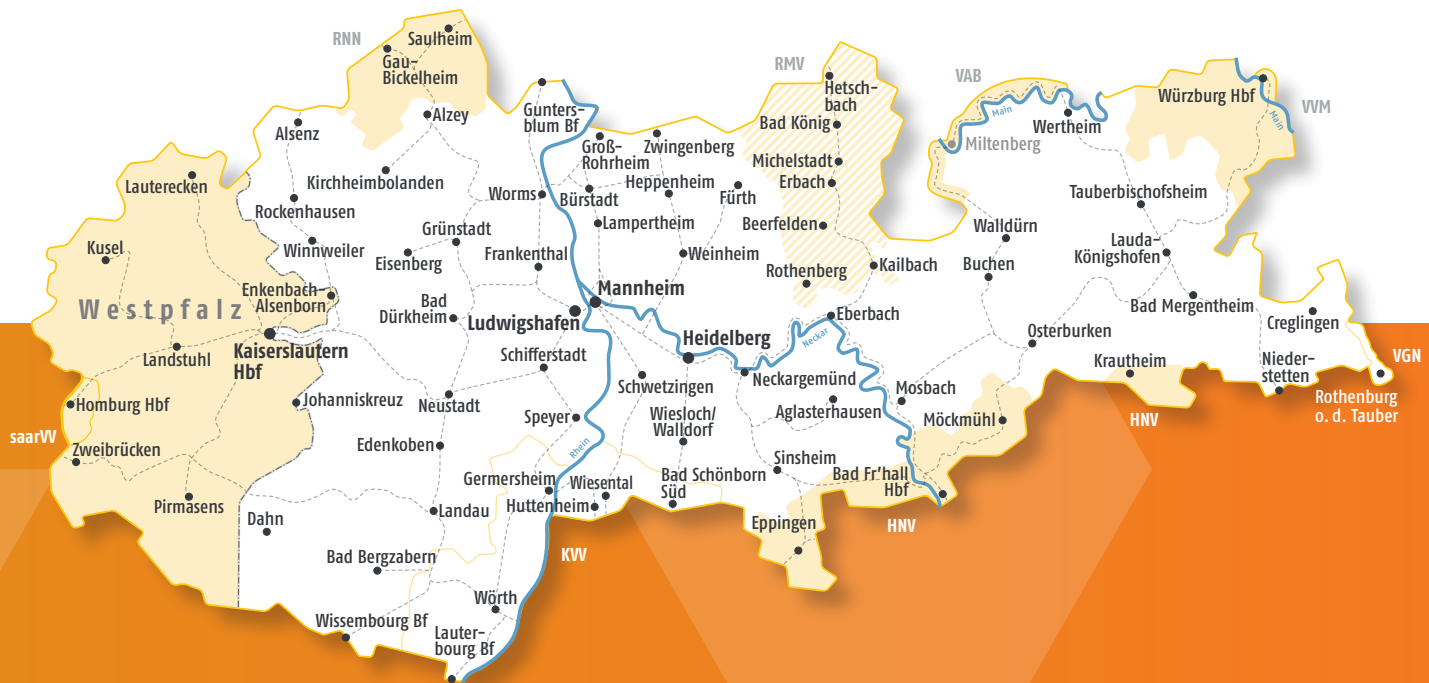 RNN
Saulheim
Gau-
Bickelheim
Alzey
Alsenz
Kirchheimbolanden
Lauterecken
Rockenhausen
Winnweiler
Kusel
Enkenbach-
Alsenborn
Westpfalz
Landstuhl
Kaiserslautern
Hbf
Homburg Hbf
saarVV
Zweibrücken
Pirmasens
Johanniskreuz
Dahn
Grünstadt
Eisenberg
Bad
Dürkheim
Neustadt
Edenkoben
Landau
Bad Bergzabern
Wissembourg Bf
Lauter-
bourg Bf
Wörth
Gunters-
blum Bf
Worms
Frankenthal
Ludwigshafen
Schifferstadt
Speyer
Rhein
Germersheim
Huttenheim
Wiesental
KVV
Groß-
Rohrheim
Zwingenberg
Heppenheim
Bürstadt
Fürth
Lampertheim
Weinheim
Mannheim
Heidelberg
Schwetzingen
Wiesloch/
Walldorf
Bad Schönborn
Süd
RMV
Hetsch-
bach
Bad König
Michelstadt
Erbach
Beerfelden
Rothenberg
Kailbach
Eberbach
Neckar
Neckargemünd
Aglasterhausen
Sinsheim
Bad Fr'hall
Hbf
Eppingen
HNV
Mosbach
Möckmühl
VAB
Main
Miltenberg
Wertheim
Walldürn
Buchen
Osterburken
Würzburg Hbf
Main
VVM
Tauberbischofsheim
Lauda-
Königshofen
Bad Mergentheim
Krautheim
HNV
Creglingen
Nieder-
stetten
VGN
Rothenburg
o. d. Tauber